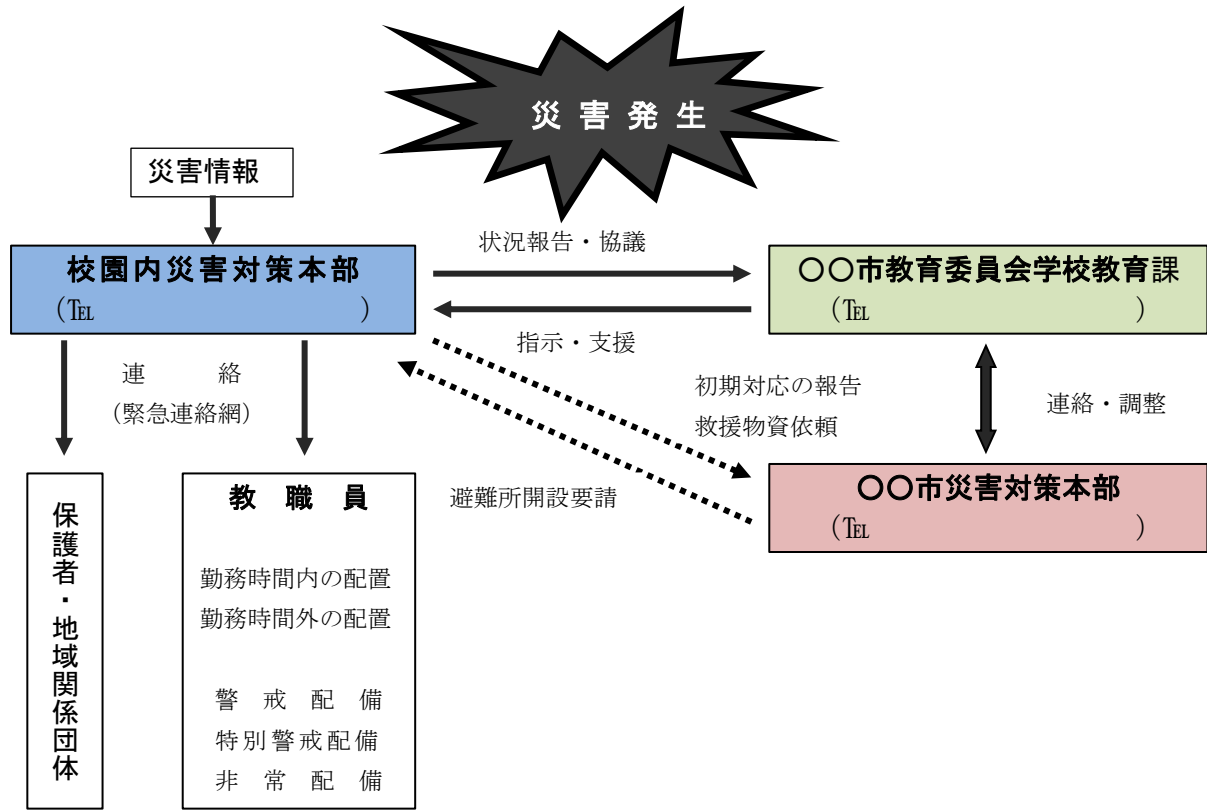 災害発生
災害情報
状況報告・協議
校園内災害対策本部
（℡　　　　　　　　　）
〇〇市教育委員会学校教育課
（℡　　　　　　　　　）
指示・支援
連　　絡
（緊急連絡網）
初期対応の報告
救援物資依頼
連絡・調整
避難所開設要請
〇〇市災害対策本部
（℡　　　　　　　　　）
保護者・地域関係団体
教　職　員
勤務時間内の配置
勤務時間外の配置
警　戒　配　備
特別警戒配備
非　常　配　備